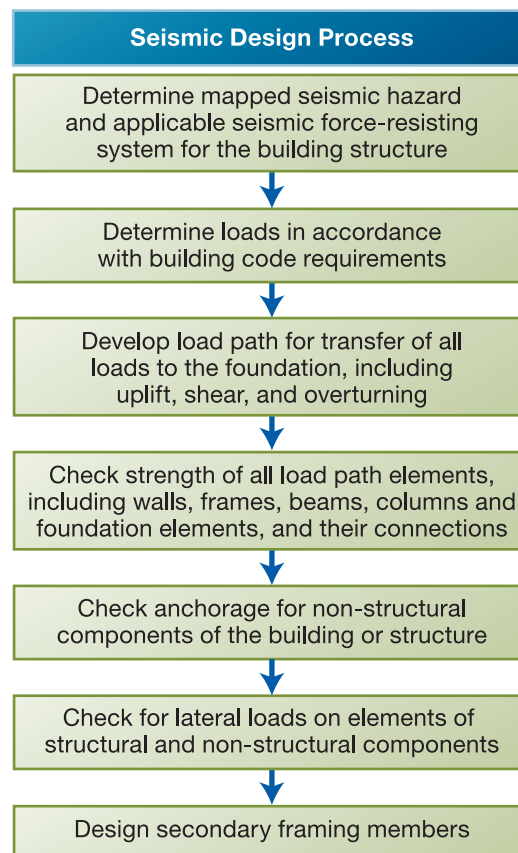 Seismic Design Process
Determine mapped seismic hazard
and applicable seismic force-resisting
system for the building structure
Determine loads in accordance
with building code requirements
Develop load path for transfer of all
loads to the foundation, including
uplift, shear, and overturning
Check strength of all load path elements,
including walls, frames, beams, columns and
foundation elements, and their connections
Check anchorage for non-structural
components of the building or structure
Check for lateral loads on elements of
structural and non-structural components
Design secondary framing members